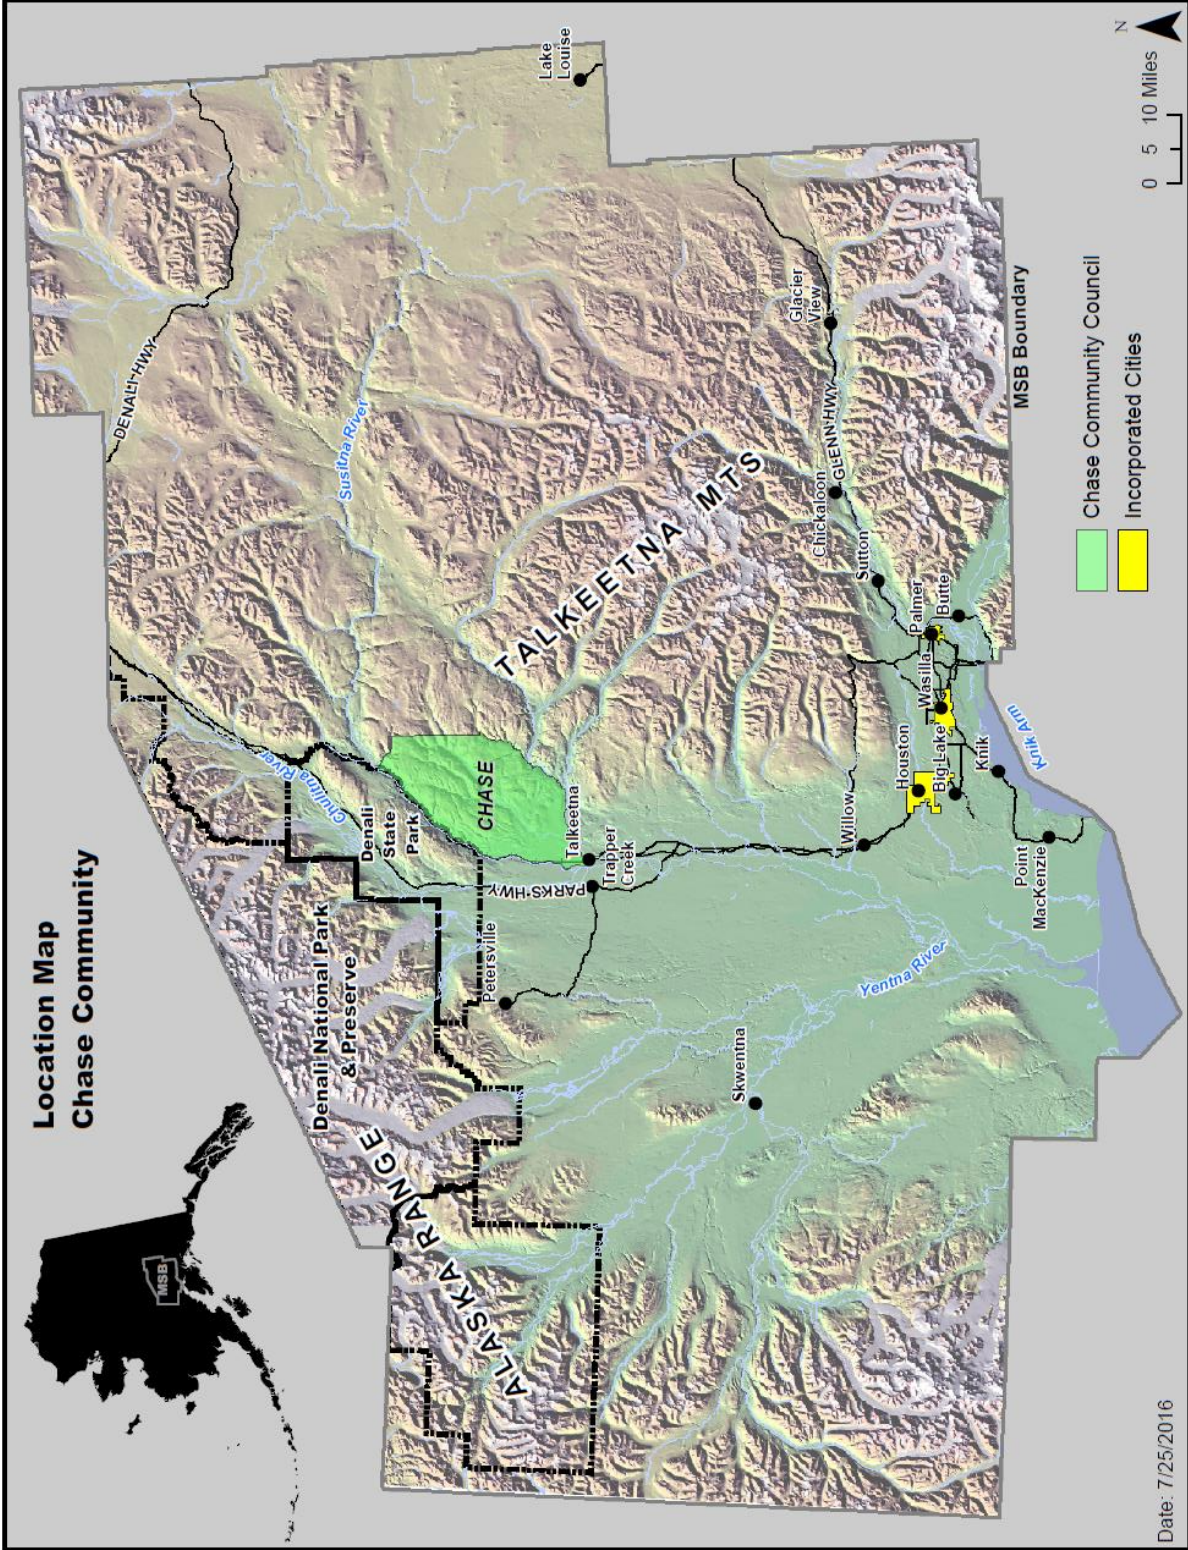 Location Map
Chase Community
MSB
DENALI HWY
Lake
Louise
Susitna River
Chulitna River
Denali
State
Park
CHASE
Denali National Park
& Preserve
ALASKA RANGE
TALKEETNA MTS
Petersville
PARKS HWY
Talkeetna
Trapper
Creek
Skwentna
Yentna River
Willow
Houston
Big Lake
Wasilla
Palmer
Butte
Sutton
Chickaloon
GLENN HWY
Glacier
View
Knik
Knik Arm
Point
MacKenzie
MSB Boundary
Chase Community Council
Incorporated Cities
0 5 10 Miles
N
Date: 7/25/2016